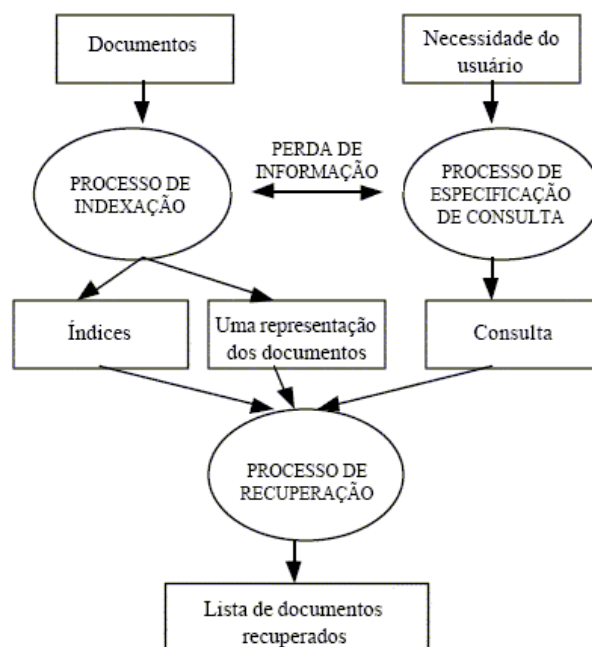 Documentos
Necessidade do
usuário
PERDA DE
INFORMAÇÃO
PROCESSO DE
INDEXAÇÃO
PROCESSO DE
ESPECIFICAÇÃO
DE CONSULTA
Índices
Uma representação
dos documentos
Consulta
PROCESSO DE
RECUPERAÇÃO
Lista de documentos
recuperados